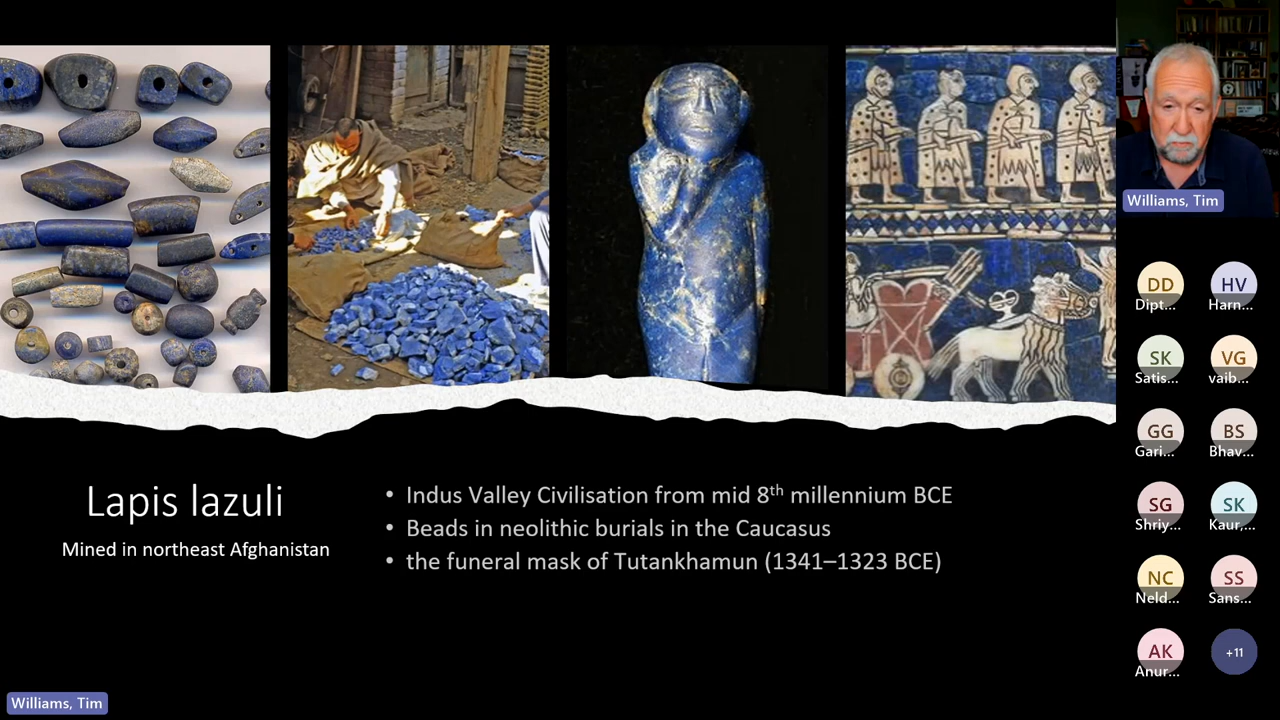 Williams, Tim
DD
Dipt...
HV
Harn...
SK
Satis...
VG
vaib...
GG
Gari...
BS
Bhav...
SG
Shriy...
SK
Kaur,...
NC
Neld...
SS
Sans...
AK
Anur...
+11
Lapis lazuli
Mined in northeast Afghanistan
• Indus Valley Civilisation from mid 8th millennium BCE
• Beads in neolithic burials in the Caucasus
• the funeral mask of Tutankhamun (1341–1323 BCE)
Williams, Tim